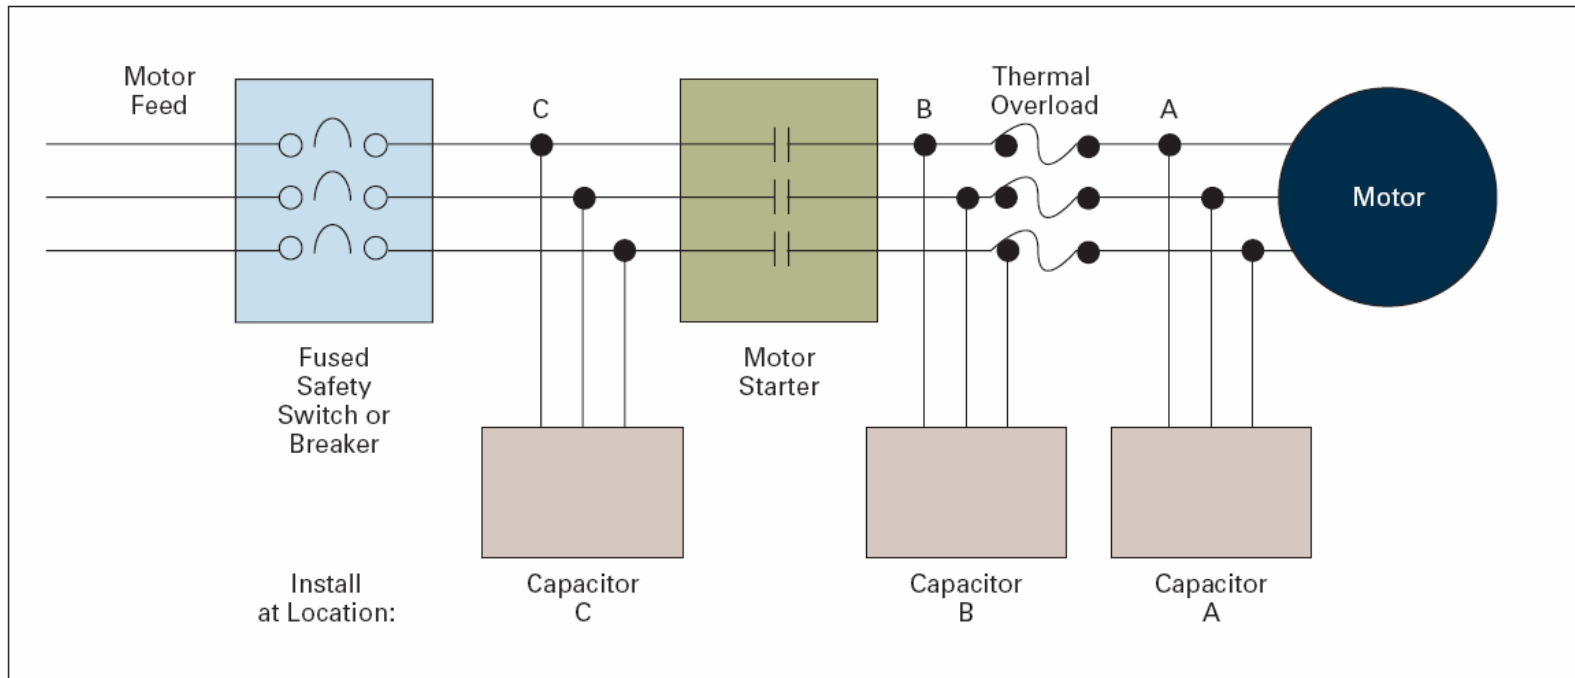 Motor
Feed
C
B
Thermal
Overload
A
Motor
Fused
Safety
Switch or
Breaker
Motor
Starter
Install
at Location:
Capacitor
C
Capacitor
B
Capacitor
A